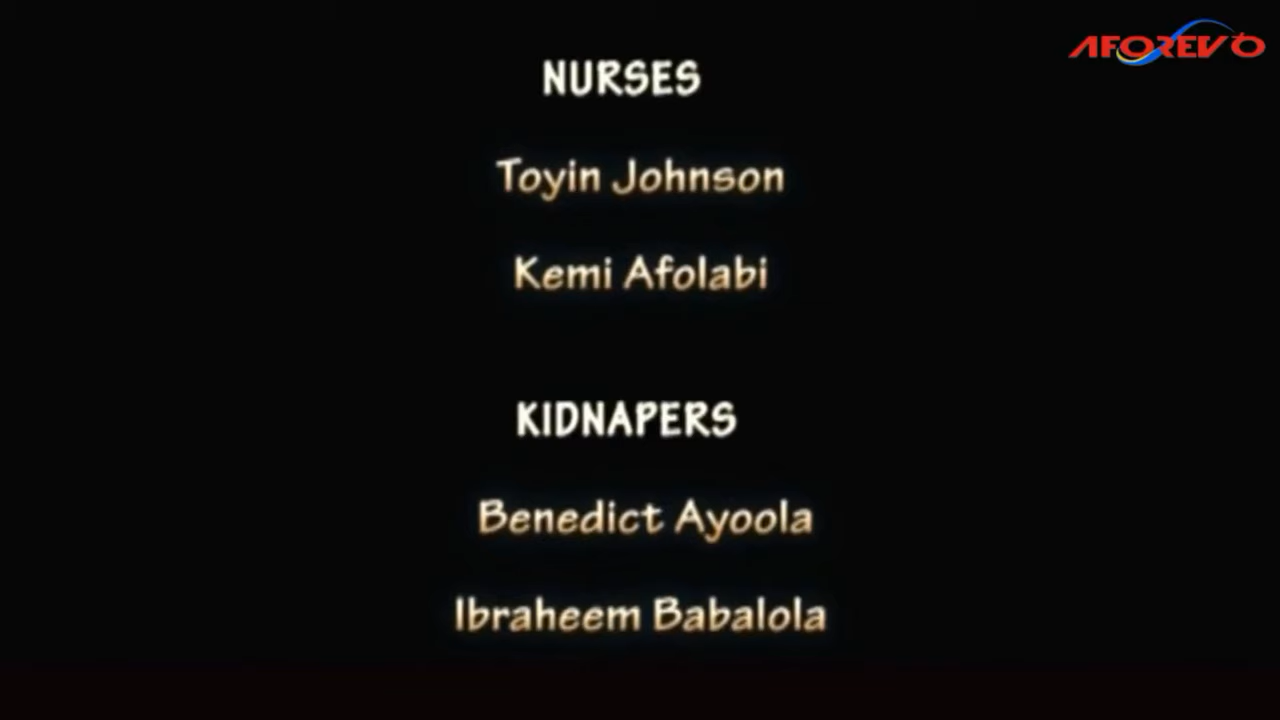 AFOREVO
NURSES
Toyin Johnson
Kemi Afolabi
KIDNAPERS
Benedict Ayoola
Ibraheem Babalola